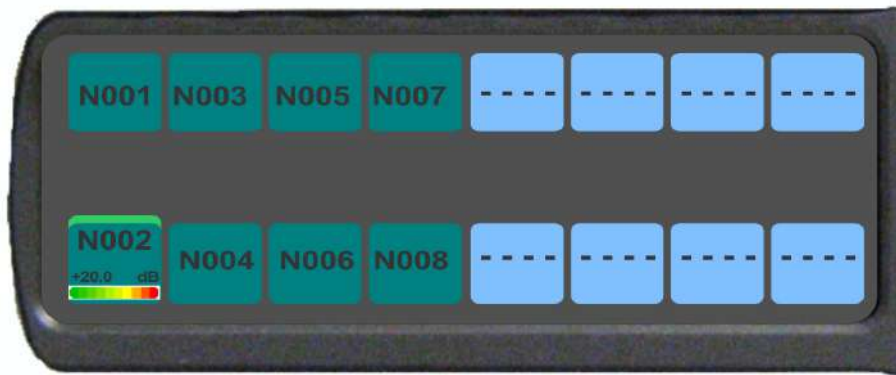 N001 N003 N005 N007 ---- ---- ---- ----
N002 N004 N006 N008 ---- ---- ---- ----
+20.0 dB